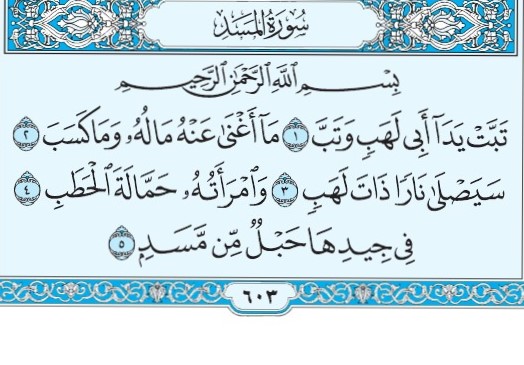 سُورَةُ المَسَدِ
بِسْمِ ٱللَّهِ ٱلرَّحْمَٰنِ ٱلرَّحِيمِ
تَبَّتْ يَدَآ أَبِى لَهَبٍ وَتَبَّ ١ مَآ أَغْنَىٰ عَنْهُ مَالُهُۥ وَمَا كَسَبَ ٢
سَيَصْلَىٰ نَارًا ذَاتَ لَهَبٍ ٣ وَٱمْرَأَتُهُۥ حَمَّالَةَ ٱلْحَطَبِ ٤
فِى جِيدِهَا حَبْلٌ مِّن مَّسَدٍۭ ٥
٦٠٣